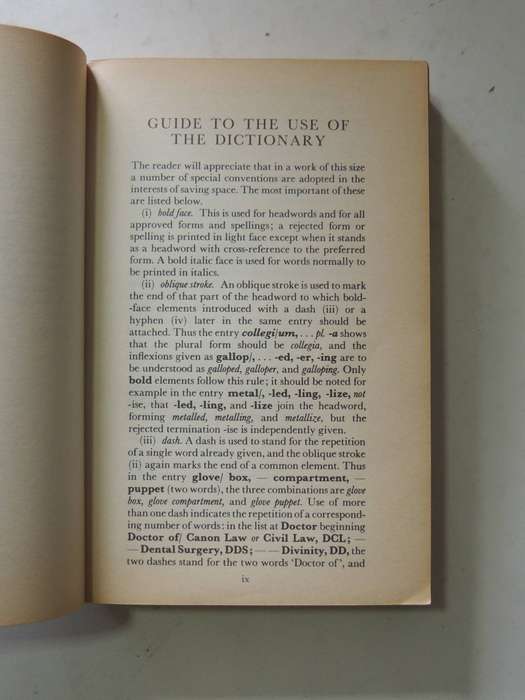 GUIDE TO THE USE OF
THE DICTIONARY
The reader will appreciate that in a work of this size
a number of special conventions are adopted in the
interests of saving space. The most important of these
are listed below.
(i) bold face. This is used for headwords and for all
approved forms and spellings; a rejected form or
spelling is printed in light face except when it stands
as a headword with cross-reference to the preferred
form. A bold italic face is used for words normally to
be printed in italics.
(ii) oblique stroke. An oblique stroke is used to mark
the end of that part of the headword to which bold-
-face elements introduced with a dash (iii) or a
hyphen (iv) later in the same entry should be
attached. Thus the entry collegi/um, . . . pl. -a shows
that the plural form should be collegia, and the
inflexions given as gallop/, . . . -ed, -er, -ing are to
be understood as galloped, galloper, and galloping. Only
bold elements follow this rule; it should be noted for
example in the entry metal/, -led, -ling, -lize, not
-ise, that -led, -ling, and -lize join the headword,
forming metalled, metalling, and metallize, but the
rejected termination -ise is independently given.
(iii) dash. A dash is used to stand for the repetition
of a single word already given, and the oblique stroke
(ii) again marks the end of a common element. Thus
in the entry glove/ box, — compartment, —
puppet (two words), the three combinations are glove
box, glove compartment, and glove puppet. Use of more
than one dash indicates the repetition of a correspond-
ing number of words: in the list at Doctor beginning
Doctor of/ Canon Law or Civil Law, DCL; —
— Dental Surgery, DDS; — — Divinity, DD, the
two dashes stand for the two words 'Doctor of', and
ix